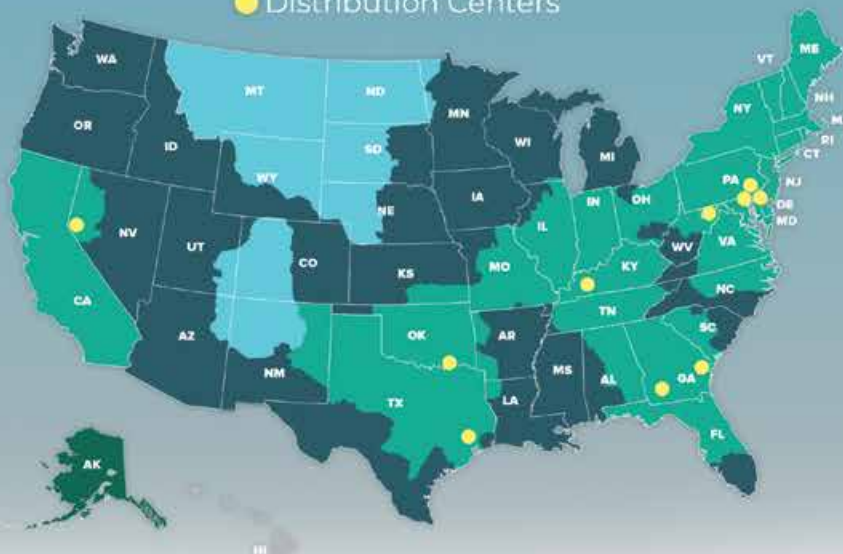 Distribution Centers
WA
MT
ND
MN
VT
ME
OR
ID
WY
SD
WI
MI
NY
NH
RI
CT
NV
UT
CO
NE
IA
IL
IN
OH
PA
NJ
DE
MD
CA
AZ
NM
KS
MO
KY
WV
VA
OK
AR
TN
NC
SC
TX
LA
MS
AL
GA
FL
AK
HI